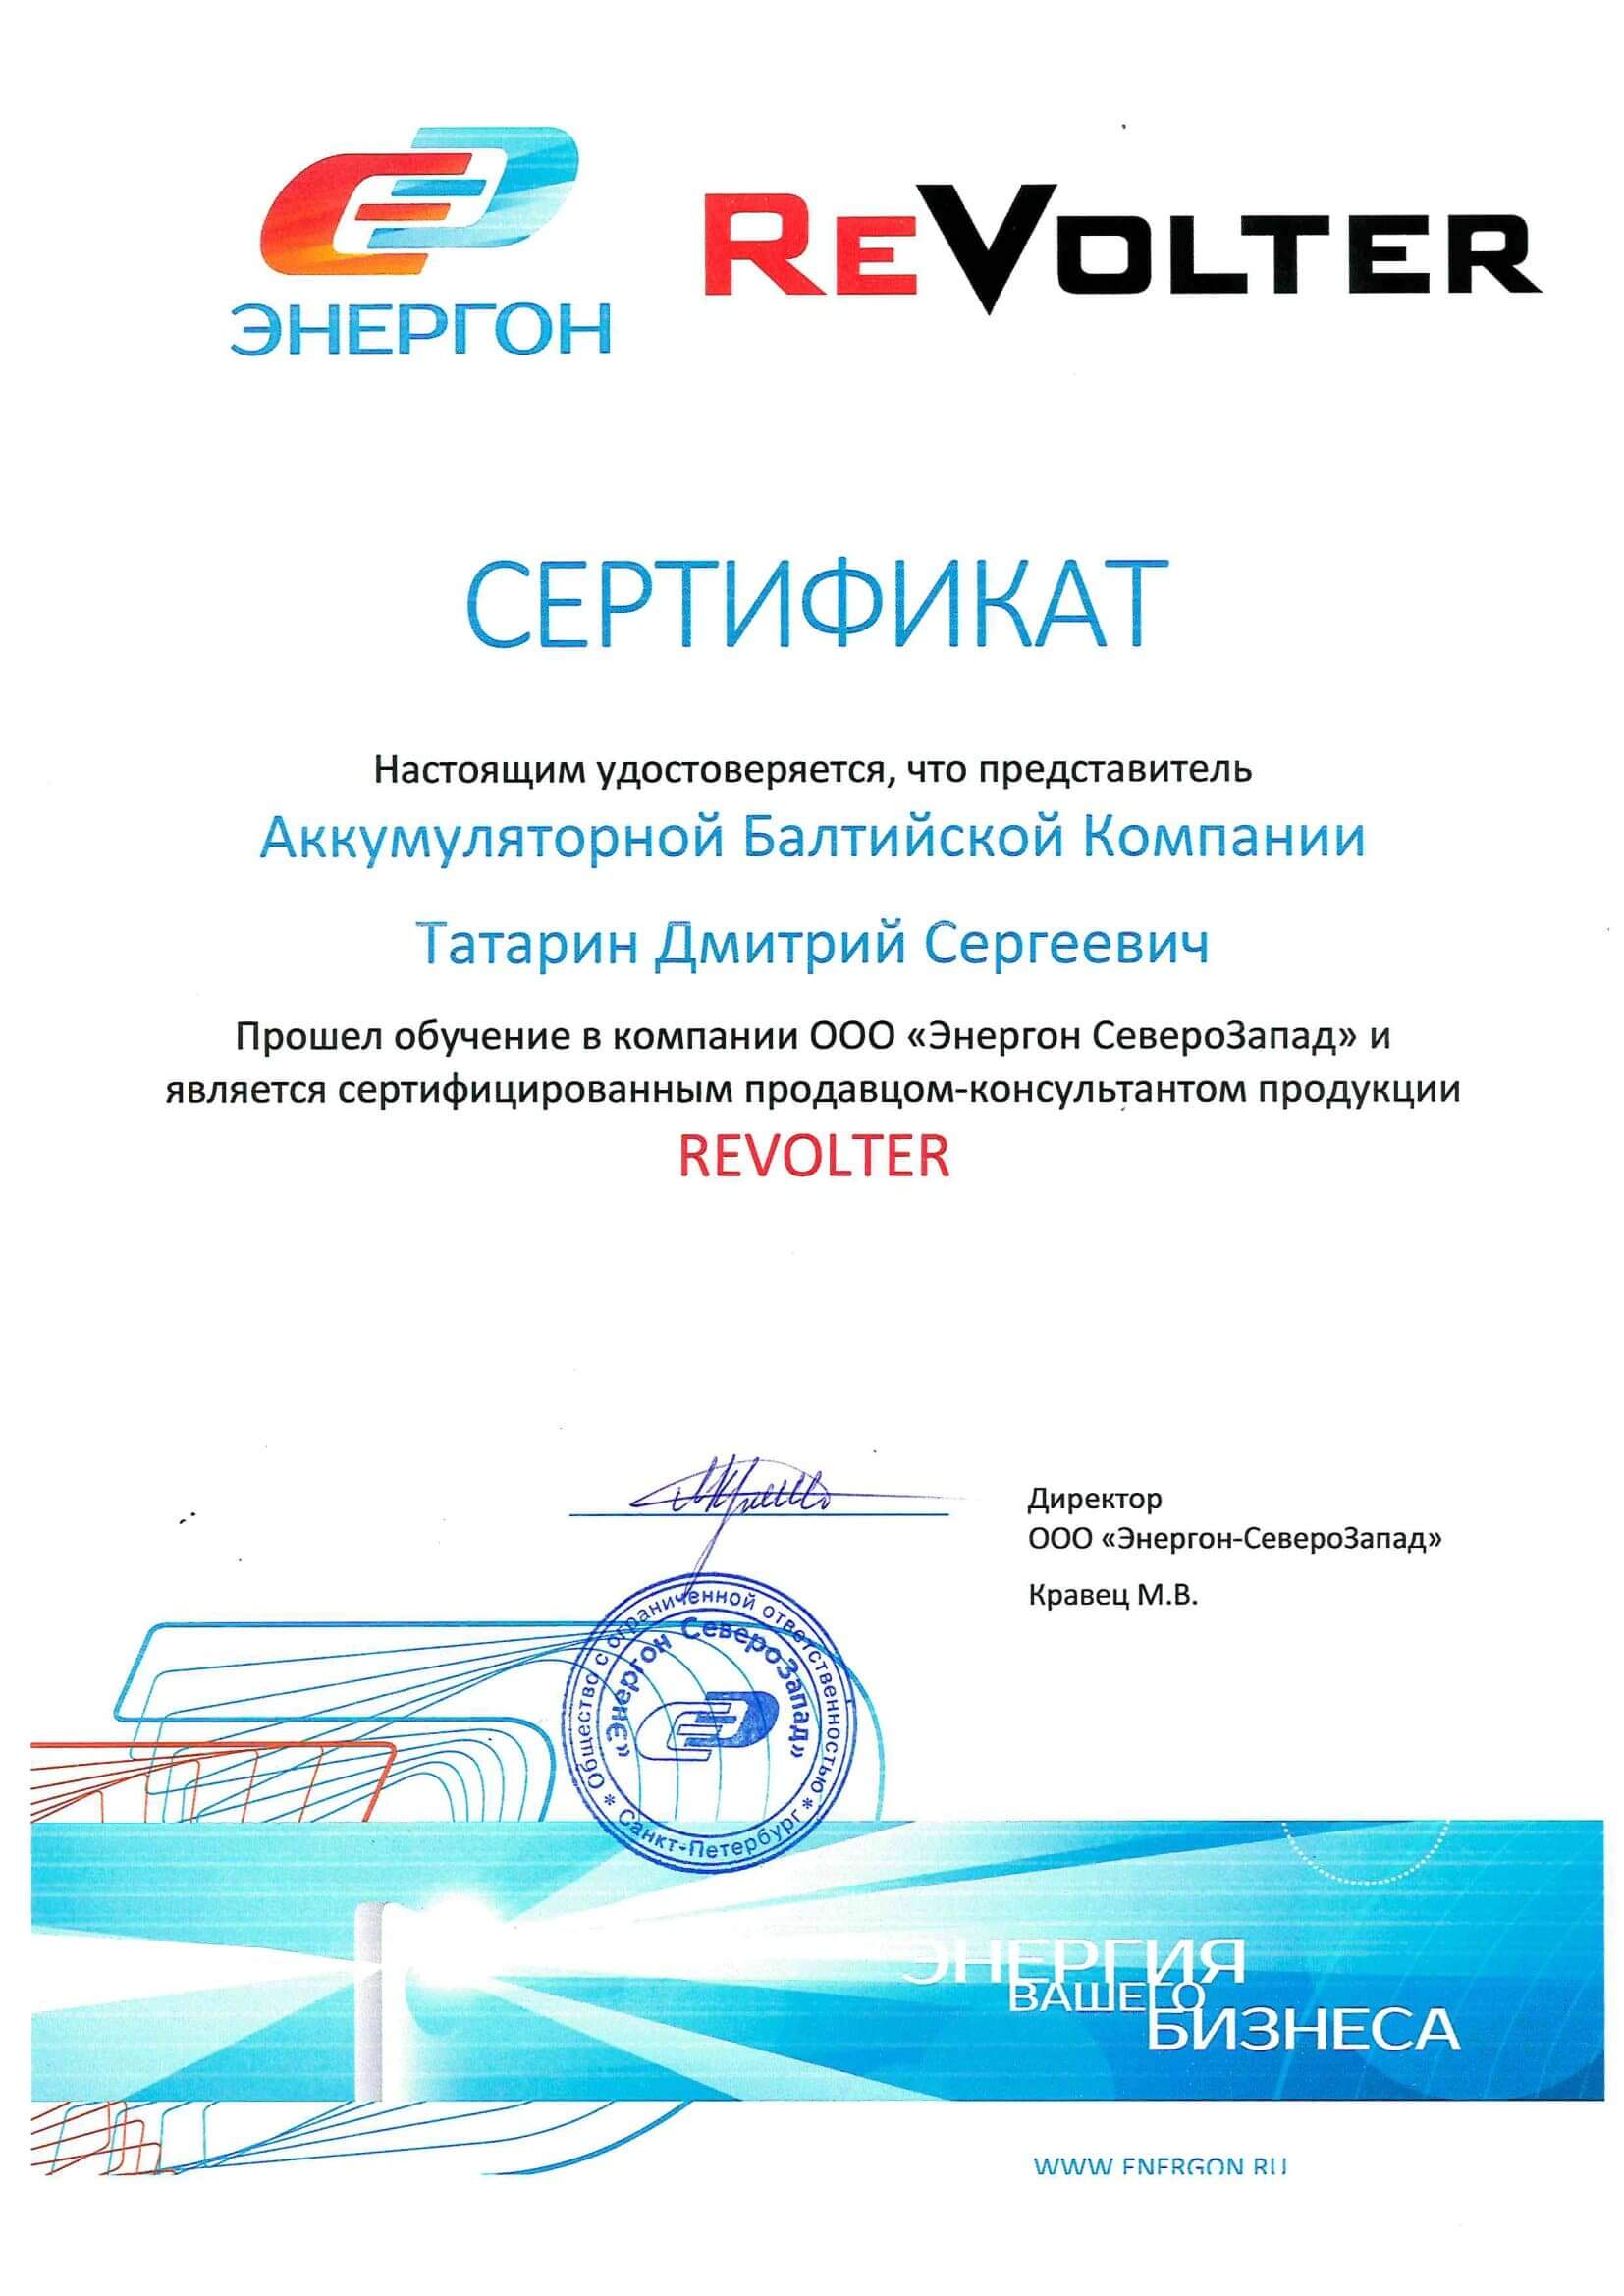 ЭНЕРГОН
REVOLTER
СЕРТИФИКАТ
Настоящим удостоверяется, что представитель
Аккумуляторной Балтийской Компании
Татарин Дмитрий Сергеевич
Прошел обучение в компании ООО «Энергон СевероЗапад» и
является сертифицированным продавцом-консультантом продукции
REVOLTER
Директор
ООО «Энергон-СевероЗапад»
Кравец М.В.
Общество с ограниченной ответственностью
«Энергон СевероЗапад»
* Санкт-Петербург *
ЭНЕРГИЯ
ВАШЕГО
БИЗНЕСА
WWW.ENERGON.RU